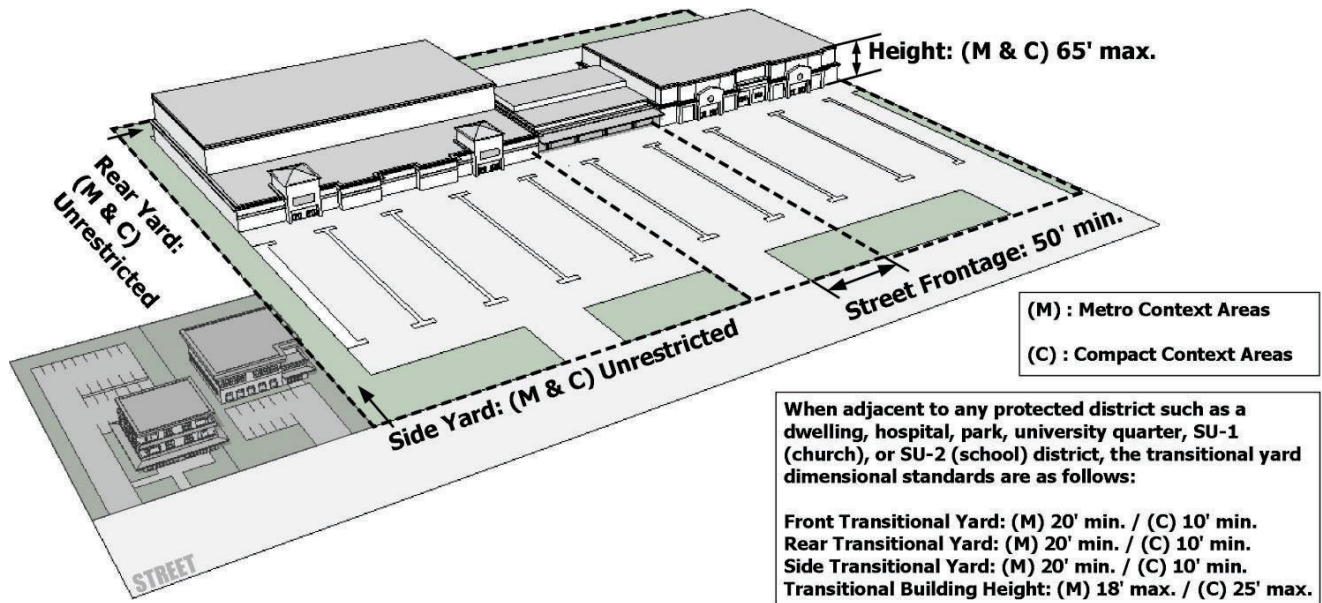 Height: (M & C) 65' max.
Rear Yard:
(M & C)
Unrestricted
Street Frontage: 50' min.
Side Yard: (M & C) Unrestricted
(M) : Metro Context Areas
(C) : Compact Context Areas
STREET
When adjacent to any protected district such as a
dwelling, hospital, park, university quarter, SU-1
(church), or SU-2 (school) district, the transitional yard
dimensional standards are as follows:
Front Transitional Yard: (M) 20' min. / (C) 10' min.
Rear Transitional Yard: (M) 20' min. / (C) 10' min.
Side Transitional Yard: (M) 20' min. / (C) 10' min.
Transitional Building Height: (M) 18' max. / (C) 25' max.